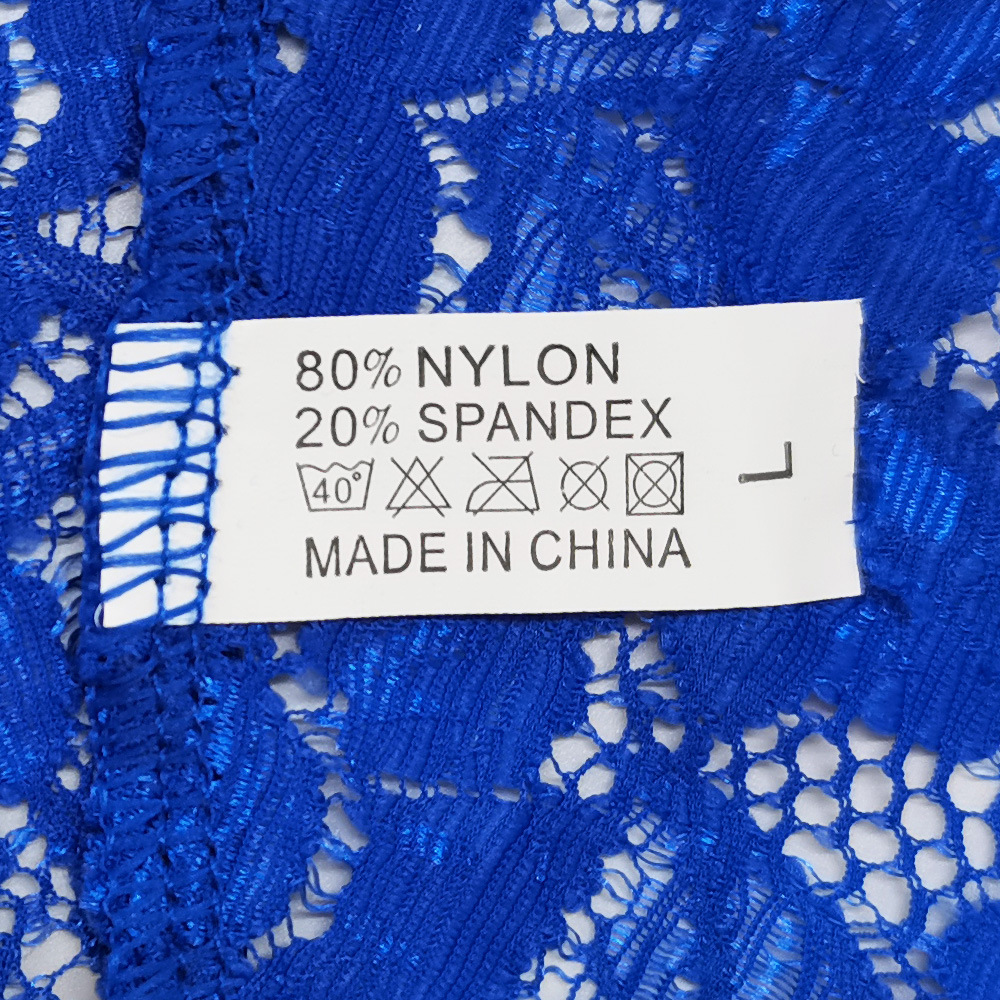 80% NYLON
20% SPANDEX
40°
L
MADE IN CHINA